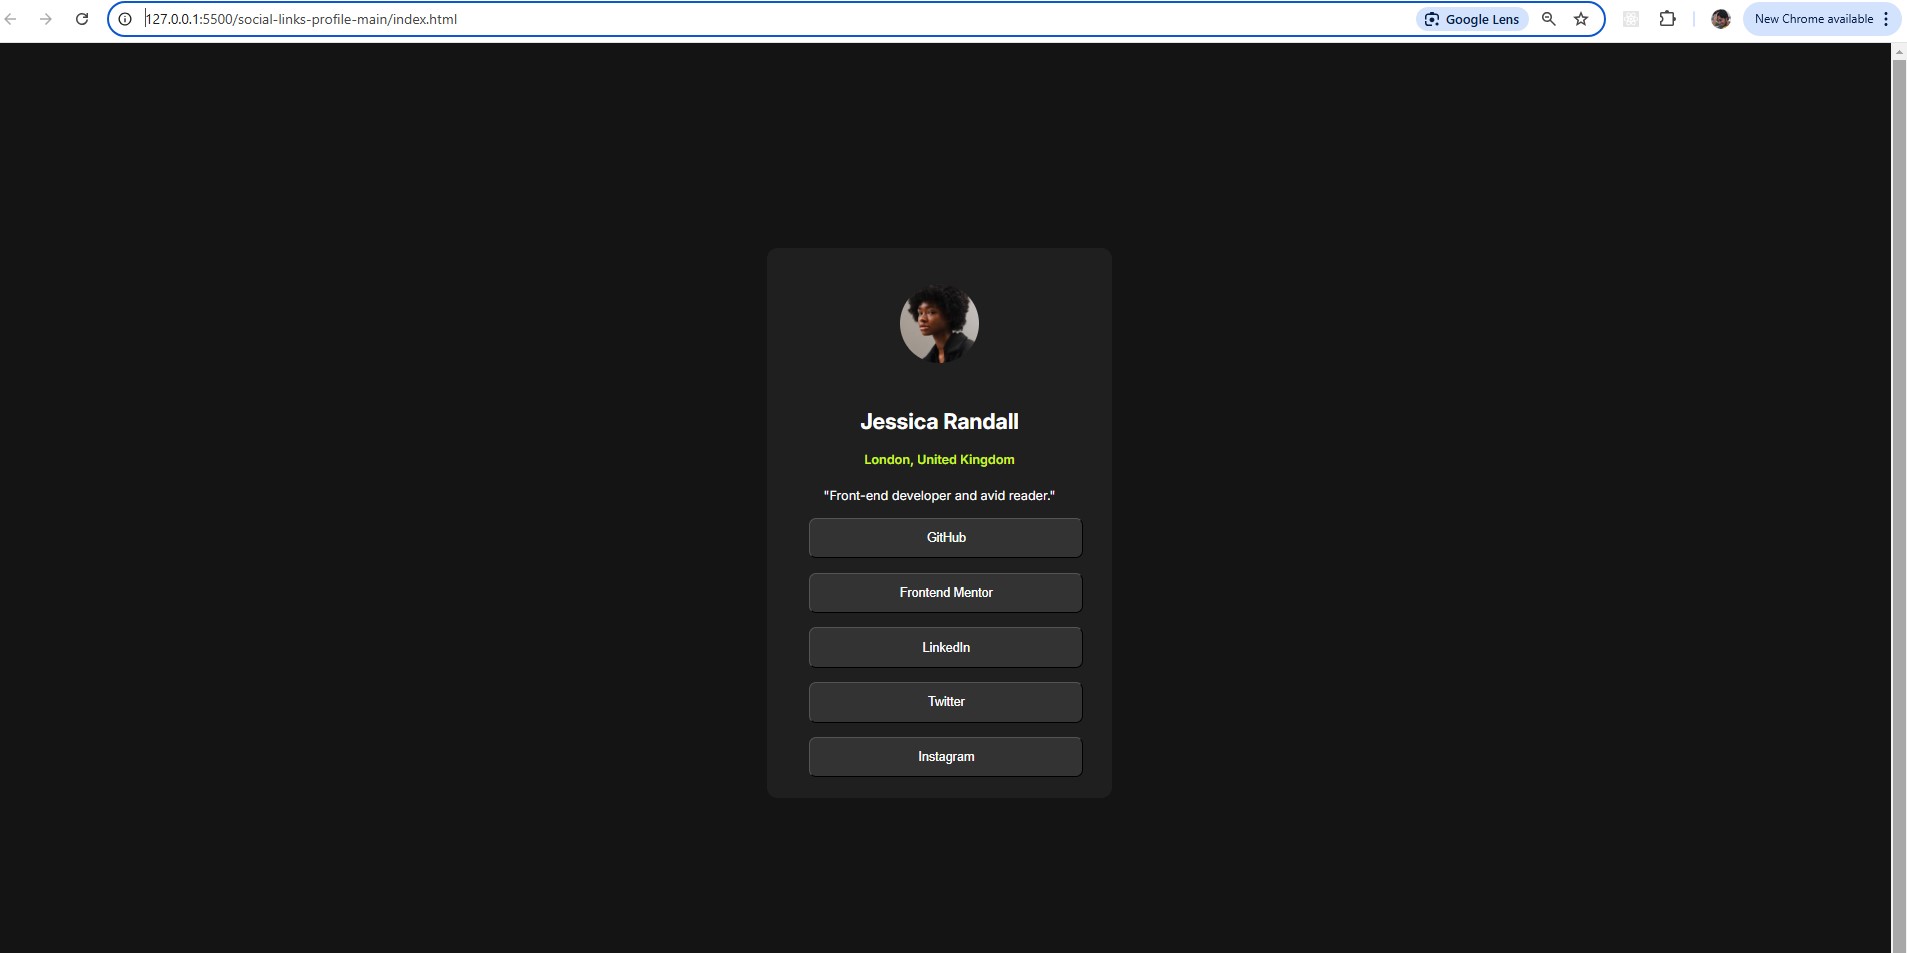 127.0.0.1:5500/social-links-profile-main/index.html
Google Lens
New Chrome available
Jessica Randall
London, United Kingdom
"Front-end developer and avid reader."
GitHub
Frontend Mentor
LinkedIn
Twitter
Instagram